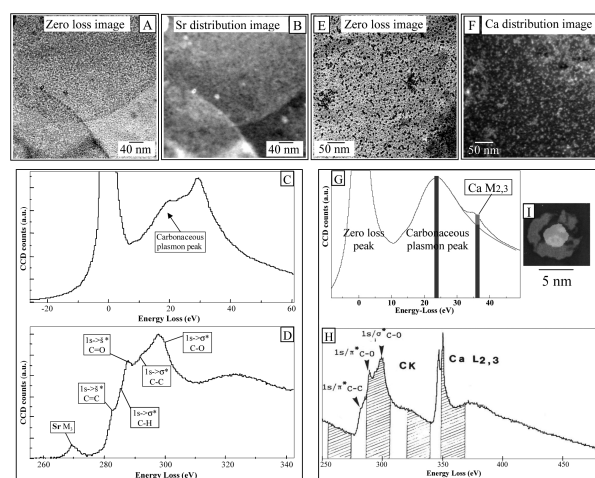 Zero loss image
A
40 nm
Sr distribution image
B
40 nm
Zero loss image
E
50 nm
Ca distribution image
F
50 nm
C
CCD counts (a.u.)
Carbonaceous
plasmon peak
-20 0 20 40 60
Energy Loss (eV)
D
CCD counts (a.u.)
1s->š*
C=O
1s->σ*
C-O
1s->σ*
C-C
1s->š*
C=C
1s->σ*
C-H
260 280 300 320 340
Energy Loss (eV)
G
CCD counts (a.u.)
Ca M2,3
Zero loss
peak
Carbonaceous
plasmon peak
0 10 20 30 40
Energy-Loss (eV)
I
5 nm
H
CCD counts (a.u.)
1s/σ*C-O
1s/π*C-O
1s/π*C-C
CK
Ca L2,3
250 300 350 400 450
Energy Loss (eV)